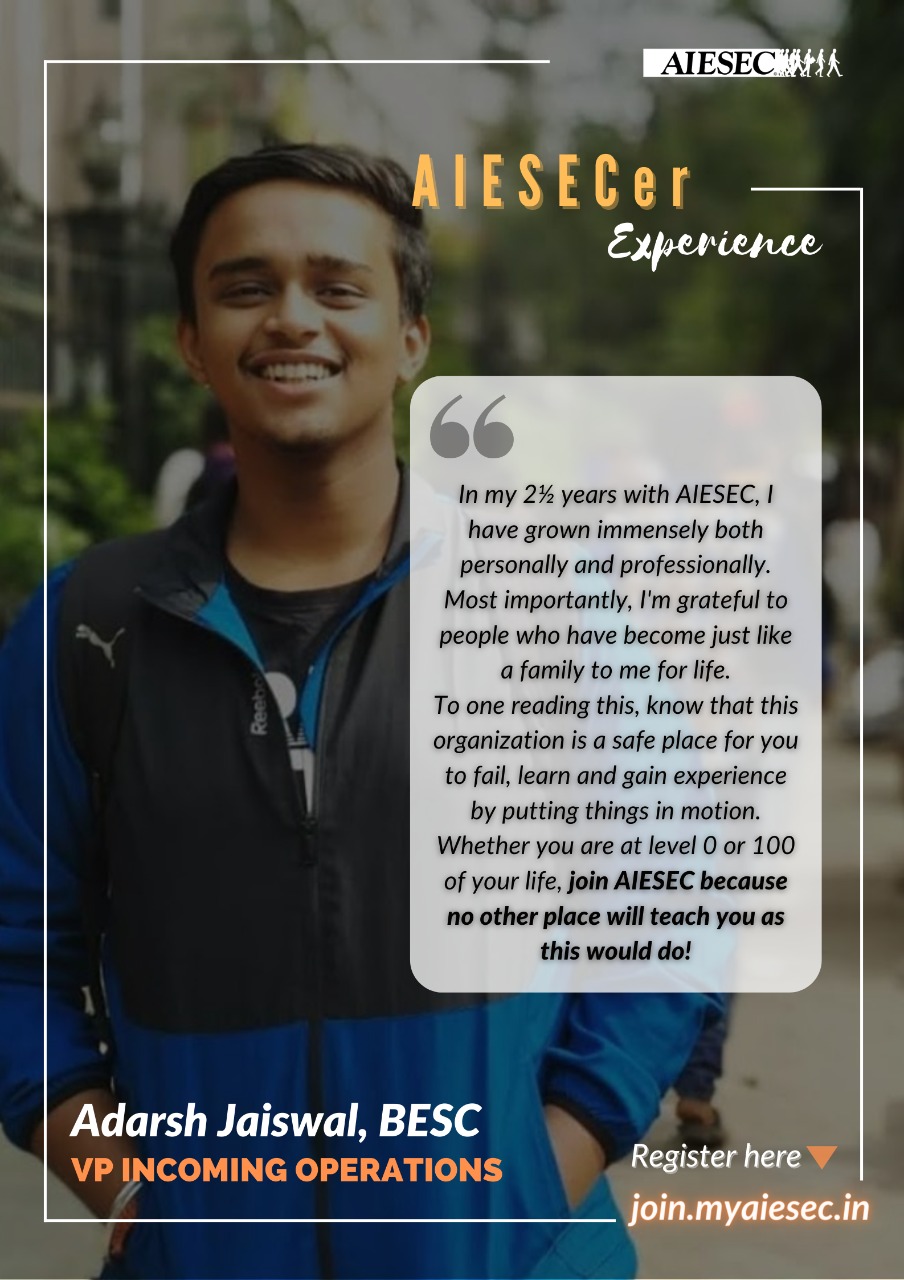 AIESEC
AIESECer
Experience
In my 2½ years with AIESEC, I
have grown immensely both
personally and professionally.
Most importantly, I'm grateful to
people who have become just like
a family to me for life.
To one reading this, know that this
organization is a safe place for you
to fail, learn and gain experience
by putting things in motion.
Whether you are at level 0 or 100
of your life, join AIESEC because
no other place will teach you as
this would do!
Reebok
Adarsh Jaiswal, BESC
VP INCOMING OPERATIONS
Register here
join.myaiesec.in